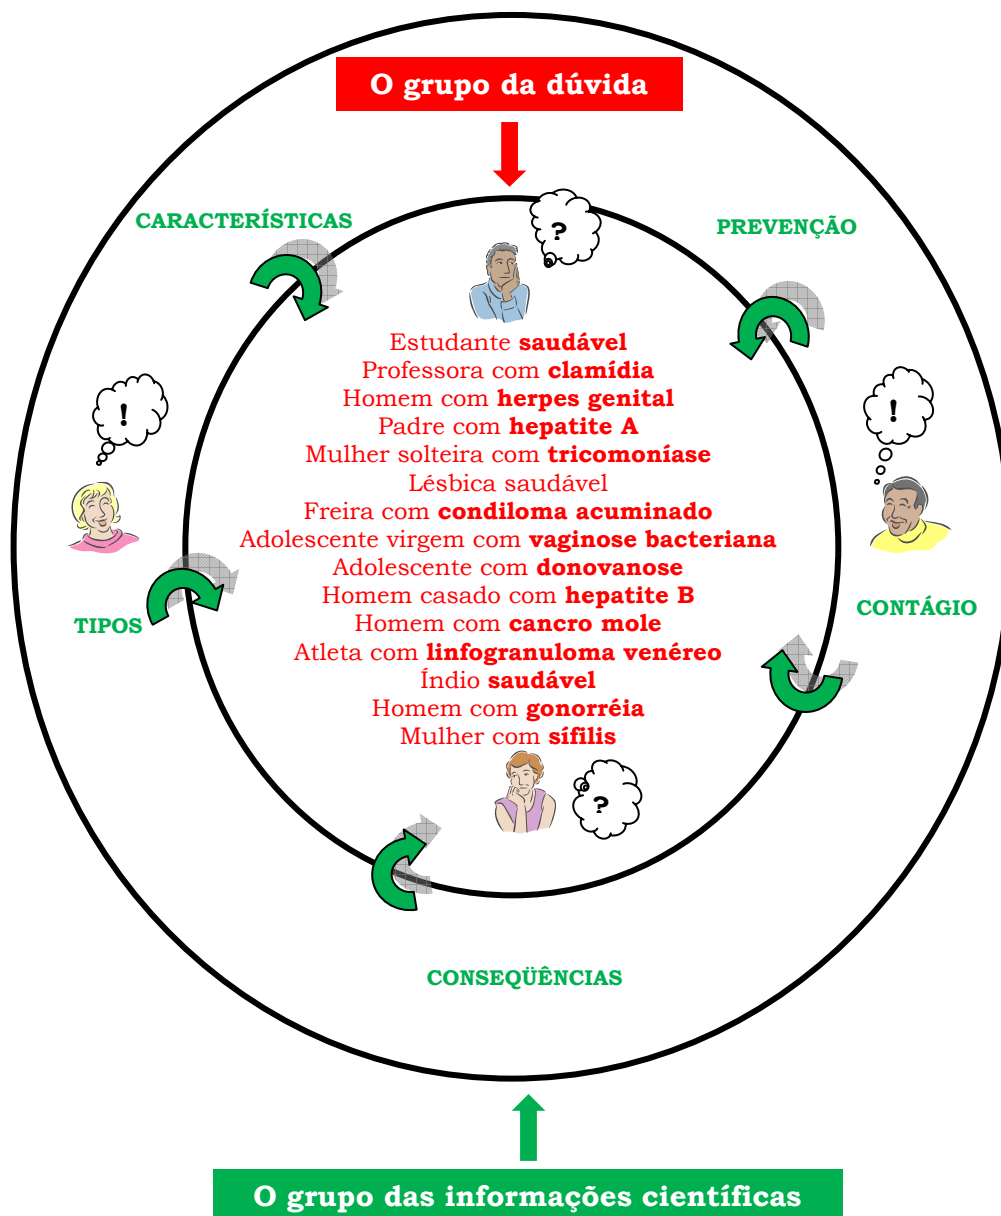 O grupo da dúvida
CARACTERÍSTICAS
PREVENÇÃO
?
Estudante saudável
Professora com clamídia
Homem com herpes genital
Padre com hepatite A
Mulher solteira com tricomoníase
Lésbica saudável
Freira com condiloma acuminado
Adolescente virgem com vaginose bacteriana
Adolescente com donovanose
Homem casado com hepatite B
Homem com cancro mole
Atleta com linfogranuloma venéreo
Índio saudável
Homem com gonorréia
Mulher com sífilis
!
!
TIPOS
CONTÁGIO
?
CONSEQÜÊNCIAS
O grupo das informações científicas